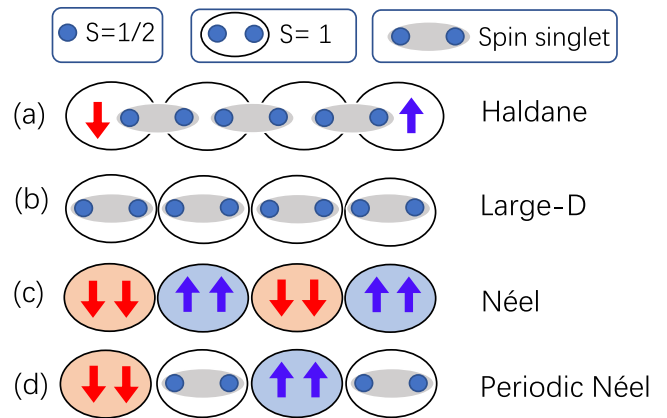 S=1/2
S= 1
Spin singlet
(a) Haldane
(b) Large-D
(c) Néel
(d) Periodic Néel